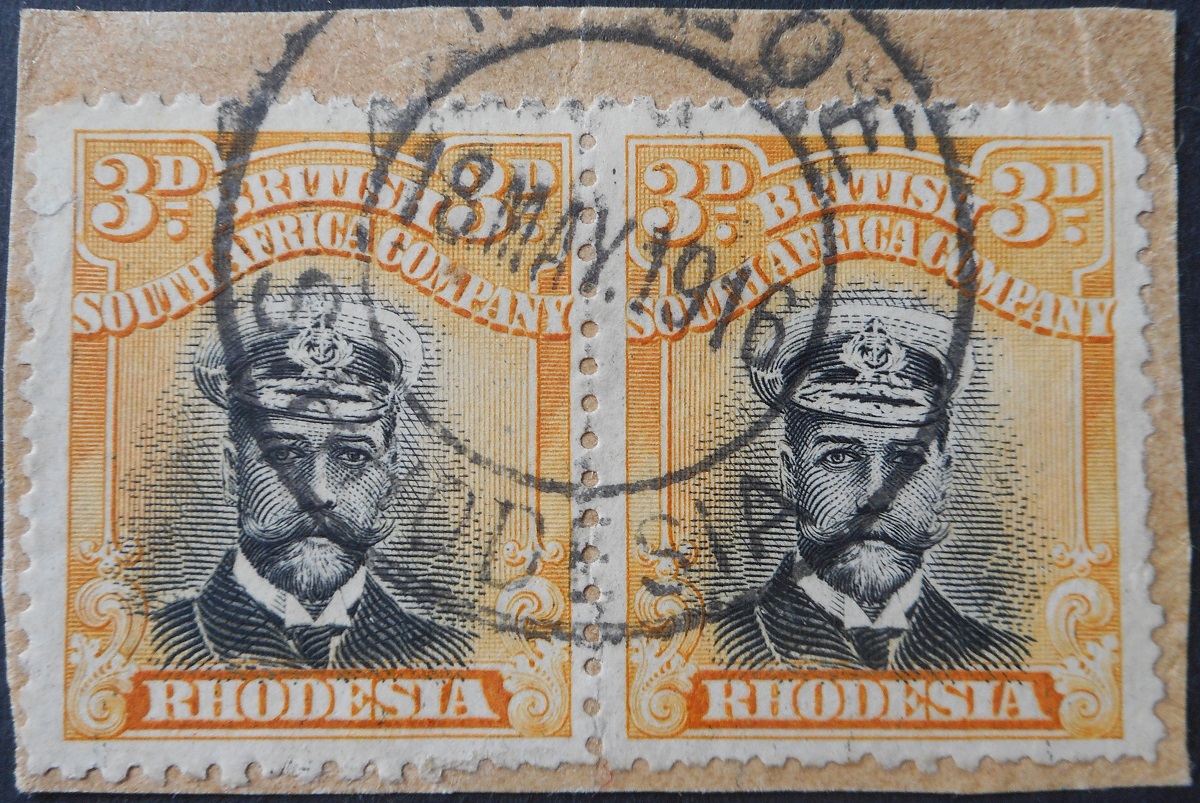 3D 3D
BRITISH
SOUTH AFRICA COMPANY
RHODESIA
3D 3D
BRITISH
SOUTH AFRICA COMPANY
RHODESIA
18 MAY. 1916